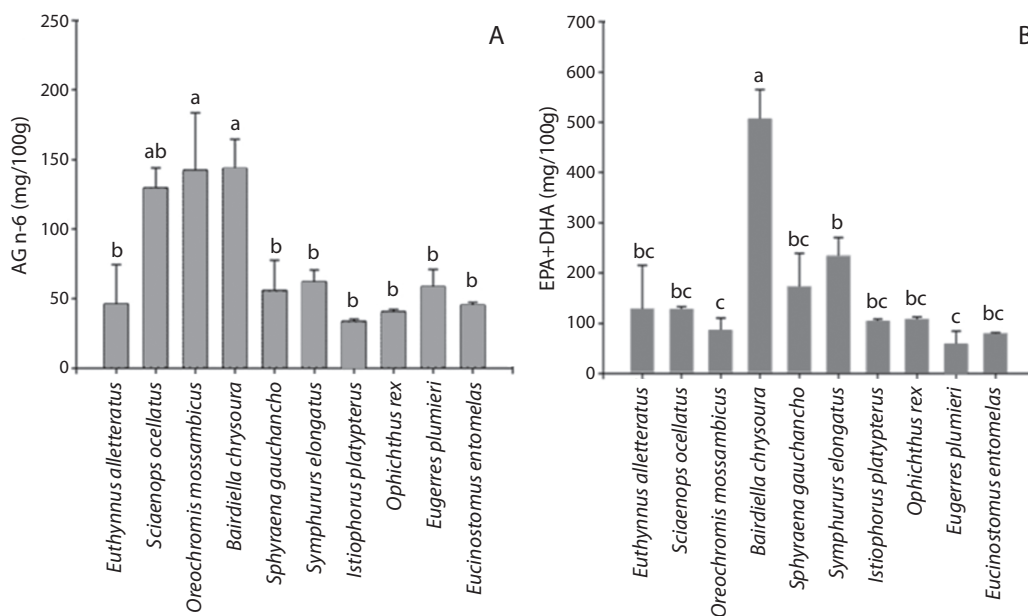 A
AG n-6 (mg/100g)
250
200
150
100
50
0
b
ab
a
a
b
b
b
b
b
b
Euthynnus alletteratus
Sciaenops ocellatus
Oreochromis mossambicus
Bairdiella chrysoura
Sphyraena gauchancho
Symphururs elongatus
Istiophorus platypterus
Ophichthus rex
Eugerres plumieri
Eucinostomus entomelas
B
EPA+DHA (mg/100g)
700
600
500
400
300
200
100
0
bc
bc
c
a
bc
b
bc
bc
c
bc
Euthynnus alletteratus
Sciaenops ocellatus
Oreochromis mossambicus
Bairdiella chrysoura
Sphyraena gauchancho
Symphururs elongatus
Istiophorus platypterus
Ophichthus rex
Eugerres plumieri
Eucinostomus entomelas